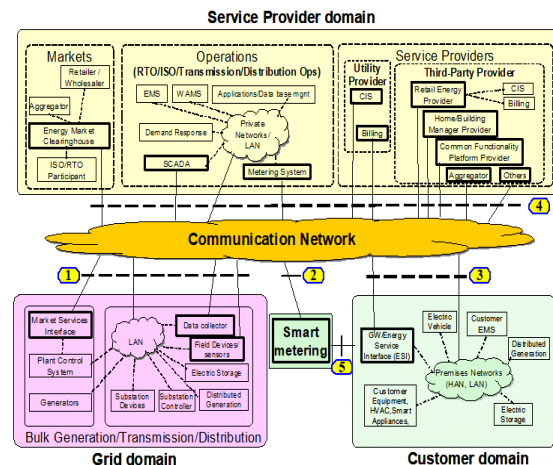 Service Provider domain
Markets
Retailer /
Wholesaler
Aggregator
Energy Market
Clearinghouse
ISO/RTO
Participant
Operations
(RTO/ISO/Transmission/Distribution Ops)
EMS
WAMS
Applications/Data base mgnt
Private
Networks/
LAN
Demand Response
SCADA
Metering System
Service Providers
Utility
Provider
CIS
Billing
Third-Party Provider
Retail Energy
Provider
CIS
Billing
Home/Building
Manager Provider
Common Functionality
Platform Provider
Aggregator
Others
4
Communication Network
1
2
3
Market Services
Interface
Plant Control
System
Generators
LAN
Data collector
Field Devices/
sensors
Electric Storage
Substation
Devices
Substation
Controller
Distributed
Generation
Bulk Generation/Transmission/Distribution
Grid domain
Smart
metering
5
GW/Energy
Service
Interface (ESI)
Electric
Vehicle
Customer
EMS
Distributed
Generation
Premises Networks
(HAN, LAN)
Customer
Equipment,
HVAC,Smart
Appliances,
Electric
Storage
Customer domain